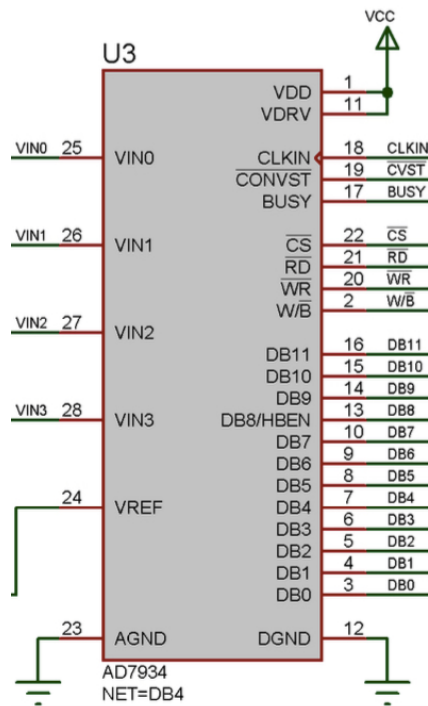 VCC
U3
VDD 1
VDRV 11
VIN0 25 VIN0 CLKIN 18 CLKIN
CONVST 19 CVST
BUSY 17 BUSY
VIN1 26 VIN1 CS 22 CS
RD 21 RD
WR 20 WR
W/B 2 W/B
VIN2 27 VIN2
DB11 16 DB11
DB10 15 DB10
DB9 14 DB9
VIN3 28 VIN3 DB8/HBEN 13 DB8
DB7 10 DB7
DB6 9 DB6
DB5 8 DB5
24 VREF DB4 7 DB4
DB3 6 DB3
DB2 5 DB2
DB1 4 DB1
DB0 3 DB0
23 AGND DGND 12
AD7934
NET=DB4